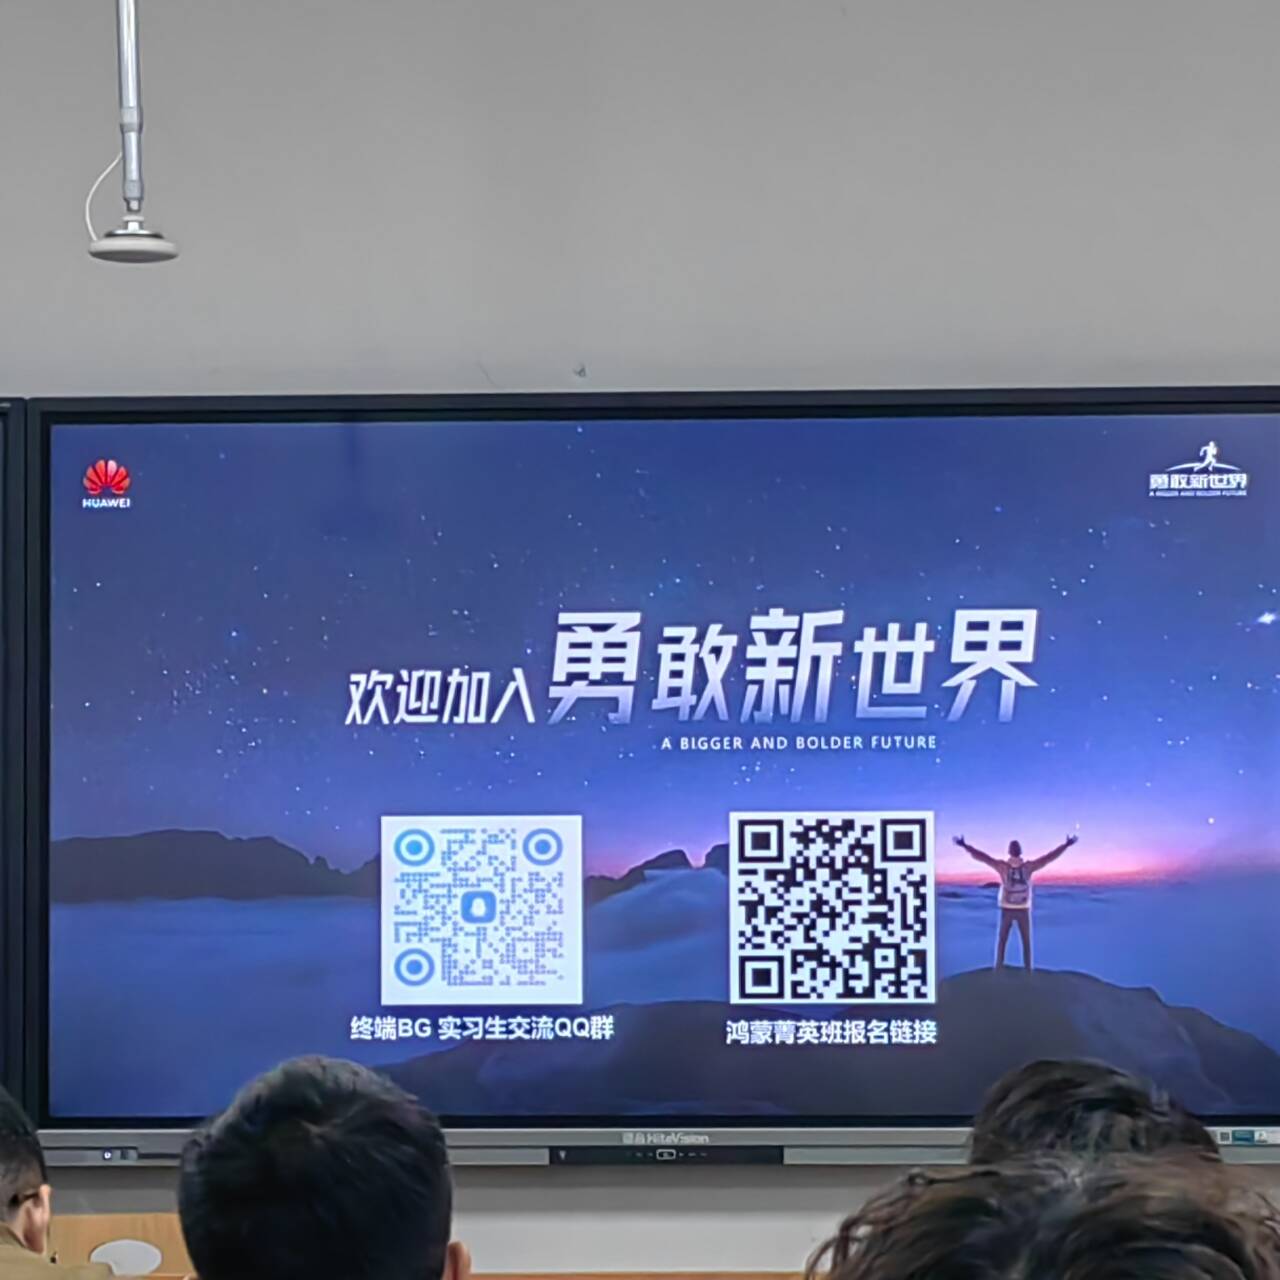 HUAWEI
勇敢新世界
A BIGGER AND BOLDER FUTURE
欢迎加入勇敢新世界
A BIGGER AND BOLDER FUTURE
终端BG 实习生交流QQ群
鸿蒙菁英班报名链接
HiteVision